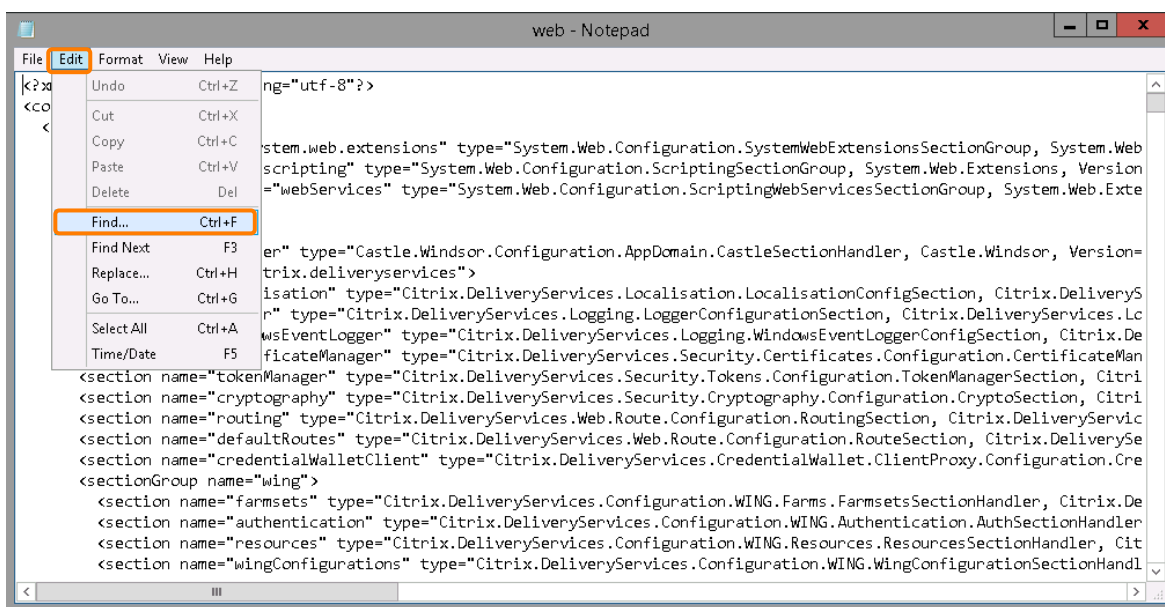 web - Notepad
File Edit Format View Help
<?x ng="utf-8"?>
Undo Ctrl+Z
<co
Cut Ctrl+X
<
Copy Ctrl+C
stem.web.extensions" type="System.Web.Configuration.SystemWebExtensionsSectionGroup, System.Web
Paste Ctrl+V
scripting" type="System.Web.Configuration.ScriptingSectionGroup, System.Web.Extensions, Version
Delete Del
="webServices" type="System.Web.Configuration.ScriptingWebServicesSectionGroup, System.Web.Exte
Find... Ctrl+F
Find Next F3
er" type="Castle.Windsor.Configuration.AppDomain.CastleSectionHandler, Castle.Windsor, Version=
Replace... Ctrl+H
trix.deliveryservices">
Go To... Ctrl+G
isation" type="Citrix.DeliveryServices.Localisation.LocalisationConfigSection, Citrix.DeliveryS
r" type="Citrix.DeliveryServices.Logging.LoggerConfigurationSection, Citrix.DeliveryServices.Lc
Select All Ctrl+A
wsEventLogger" type="Citrix.DeliveryServices.Logging.WindowsEventLoggerConfigSection, Citrix.De
Time/Date F5
ficateManager" type="Citrix.DeliveryServices.Security.Certificates.Configuration.CertificateMan
<section name="tokenManager" type="Citrix.DeliveryServices.Security.Tokens.Configuration.TokenManagerSection, Citri
<section name="cryptography" type="Citrix.DeliveryServices.Security.Cryptography.Configuration.CryptoSection, Citri
<section name="routing" type="Citrix.DeliveryServices.Web.Route.Configuration.RoutingSection, Citrix.DeliveryServic
<section name="defaultRoutes" type="Citrix.DeliveryServices.Web.Route.Configuration.RouteSection, Citrix.DeliverySe
<section name="credentialWalletClient" type="Citrix.DeliveryServices.CredentialWallet.ClientProxy.Configuration.Cre
<sectionGroup name="wing">
<section name="farmsets" type="Citrix.DeliveryServices.Configuration.WING.Farms.FarmsetsSectionHandler, Citrix.De
<section name="authentication" type="Citrix.DeliveryServices.Configuration.WING.Authentication.AuthSectionHandler
<section name="resources" type="Citrix.DeliveryServices.Configuration.WING.Resources.ResourcesSectionHandler, Cit
<section name="wingConfigurations" type="Citrix.DeliveryServices.Configuration.WING.WingConfigurationSectionHandl